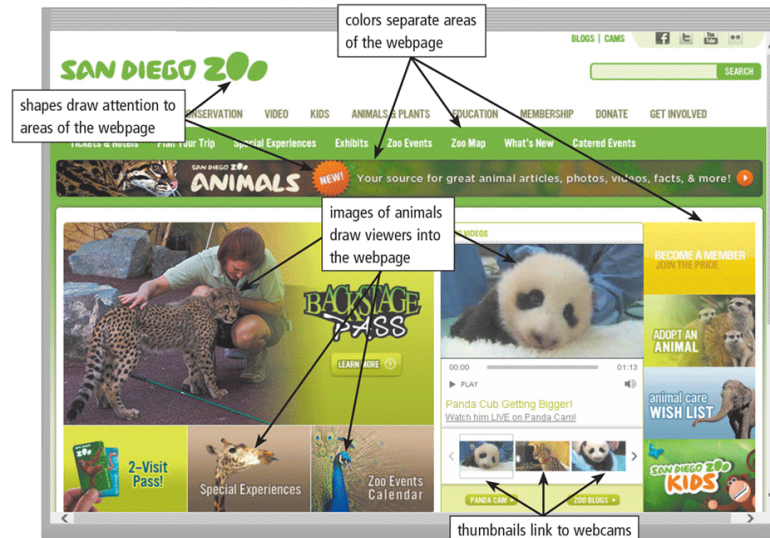 colors separate areas
of the webpage
BLOGS | CAMS
f
t
You
Tube
SAN DIEGO ZOO
SEARCH
shapes draw attention to
areas of the webpage
VIDEO KIDS ANIMALS & PLANTS EDUCATION MEMBERSHIP DONATE GET INVOLVED
Tickets & Hotels Plan Your Trip Special Experiences Exhibits Zoo Events Zoo Map What's New Catered Events
SAN DIEGO ZOO
ANIMALS
NEW!
Your source for great animal articles, photos, videos, facts, & more!
images of animals
draw viewers into
the webpage
VIDEOS
BECOME A MEMBER
JOIN THE PRIDE
BACKSTAGE
PASS
LEARN MORE
ADOPT AN
ANIMAL
00:00 01:13
PLAY
Panda Cub Getting Bigger!
Watch him LIVE on Panda Cam!
animal care
WISH LIST
2-Visit
Pass!
Special Experiences
Zoo Events
Calendar
PANDA CAM
ZOO BLOGS
SAN DIEGO ZOO
KIDS
thumbnails link to webcams